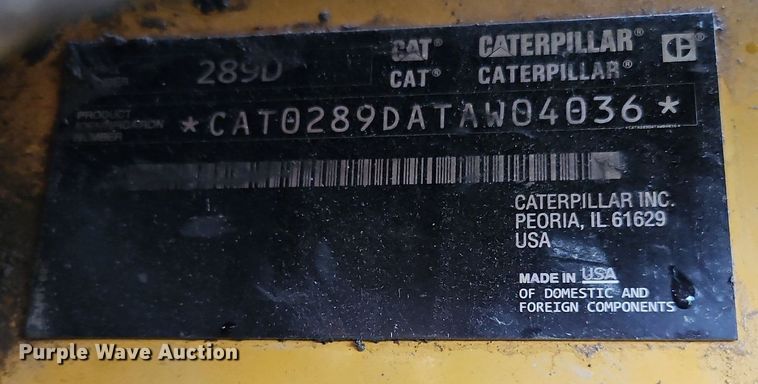 289D
CAT® CATERPILLAR®
CAT® CATERPILLAR®
PRODUCT
IDENTIFICATION
NUMBER
*CAT0289DATAW04036*
CATERPILLAR INC.
PEORIA, IL 61629
USA
MADE IN USA
OF DOMESTIC AND
FOREIGN COMPONENTS
Purple Wave Auction